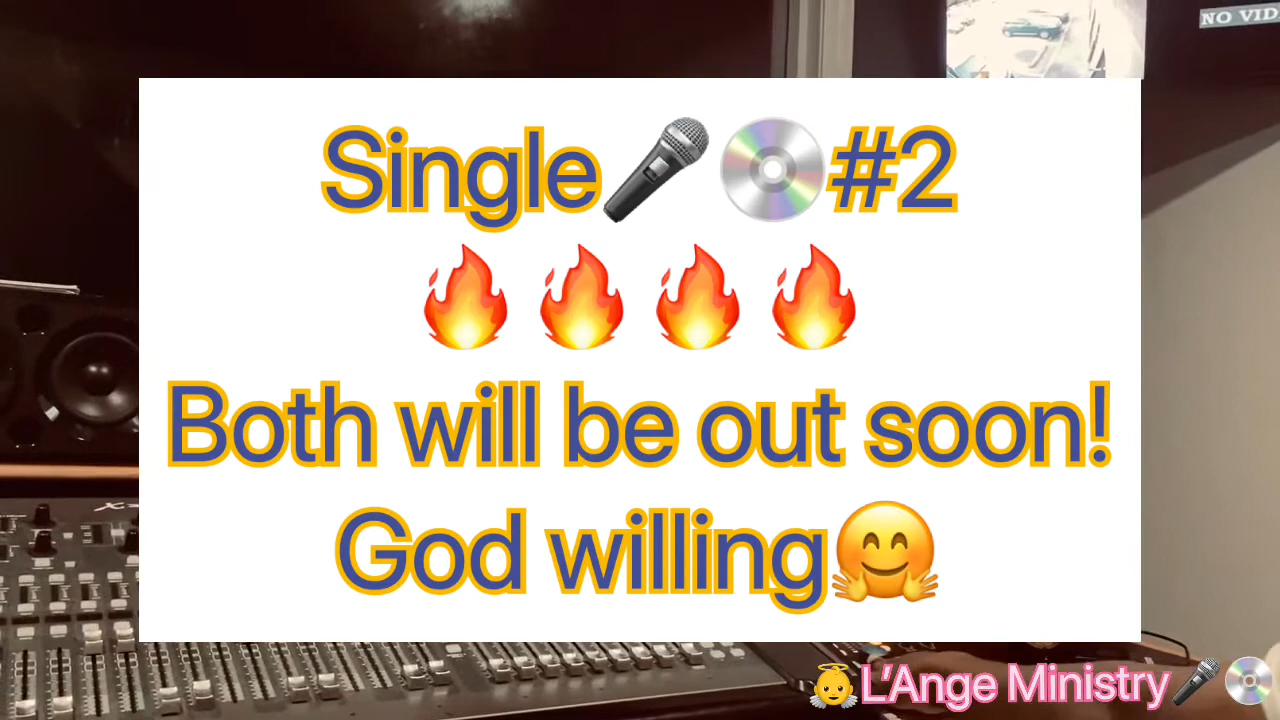 NO VID
Single🎤💿#2
🔥🔥🔥🔥
Both will be out soon!
God willing🤗
👼L'Ange Ministry🎤💿